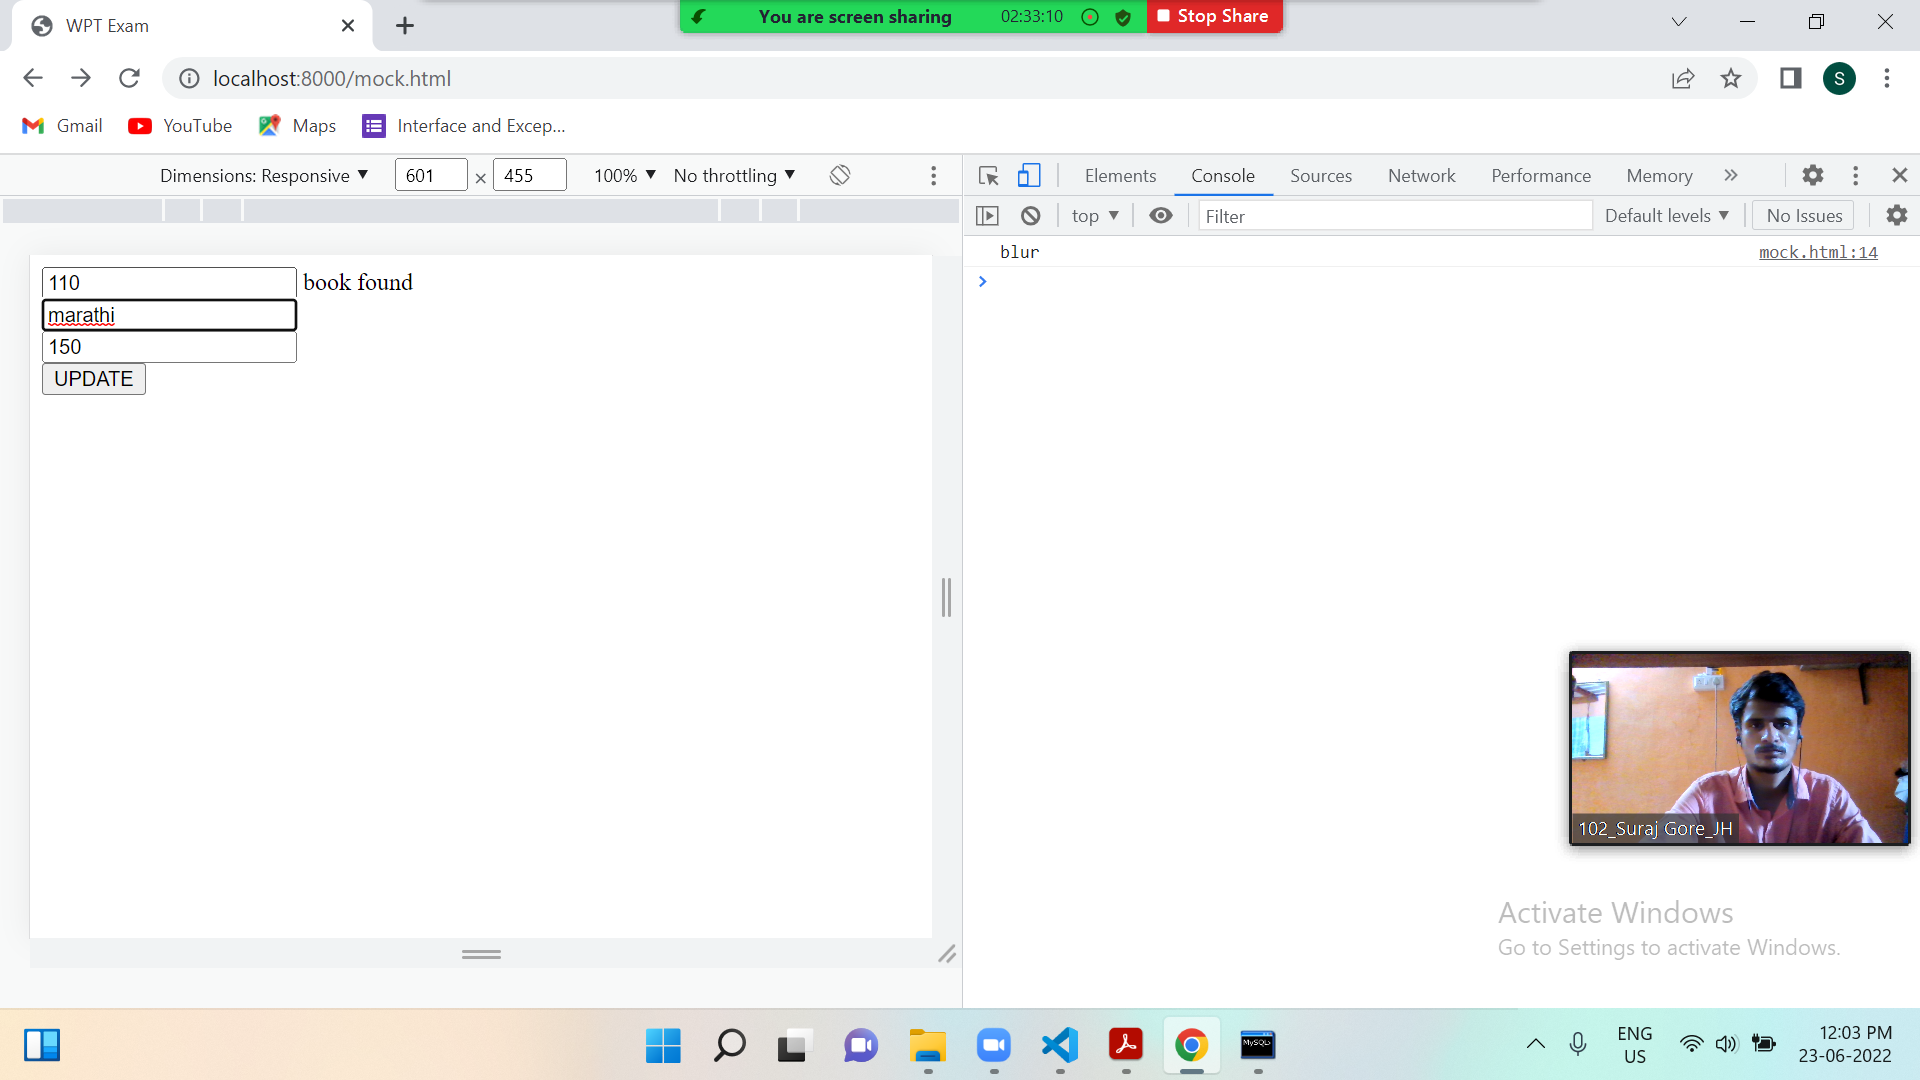 WPT Exam
You are screen sharing 02:33:10 Stop Share
localhost:8000/mock.html
S
Gmail YouTube Maps Interface and Excep...
Dimensions: Responsive 601 × 455 100% No throttling
Elements Console Sources Network Performance Memory
top Filter Default levels No Issues
blur mock.html:14
110 book found
marathi
150
UPDATE
102_Suraj Gore_JH
Activate Windows
Go to Settings to activate Windows.
MySQL
ENG
US
12:03 PM
23-06-2022